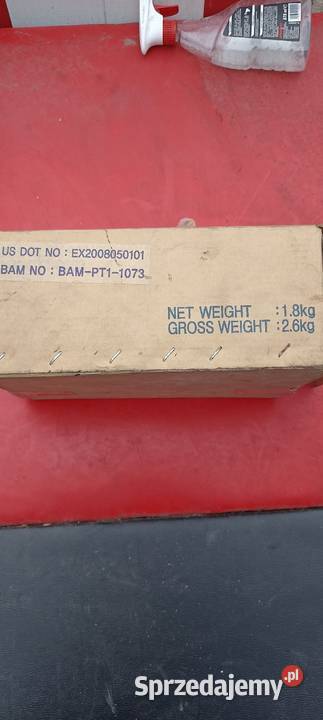 US DOT NO : EX2008050101
BAM NO : BAM-PT1-1073
NET WEIGHT :1.8kg
GROSS WEIGHT :2.6kg
Sprzedajemy.pl